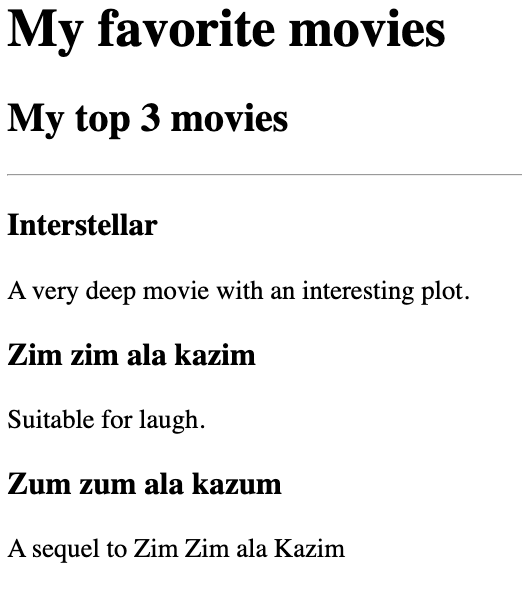 My favorite movies
My top 3 movies
Interstellar
A very deep movie with an interesting plot.
Zim zim ala kazim
Suitable for laugh.
Zum zum ala kazum
A sequel to Zim Zim ala Kazim